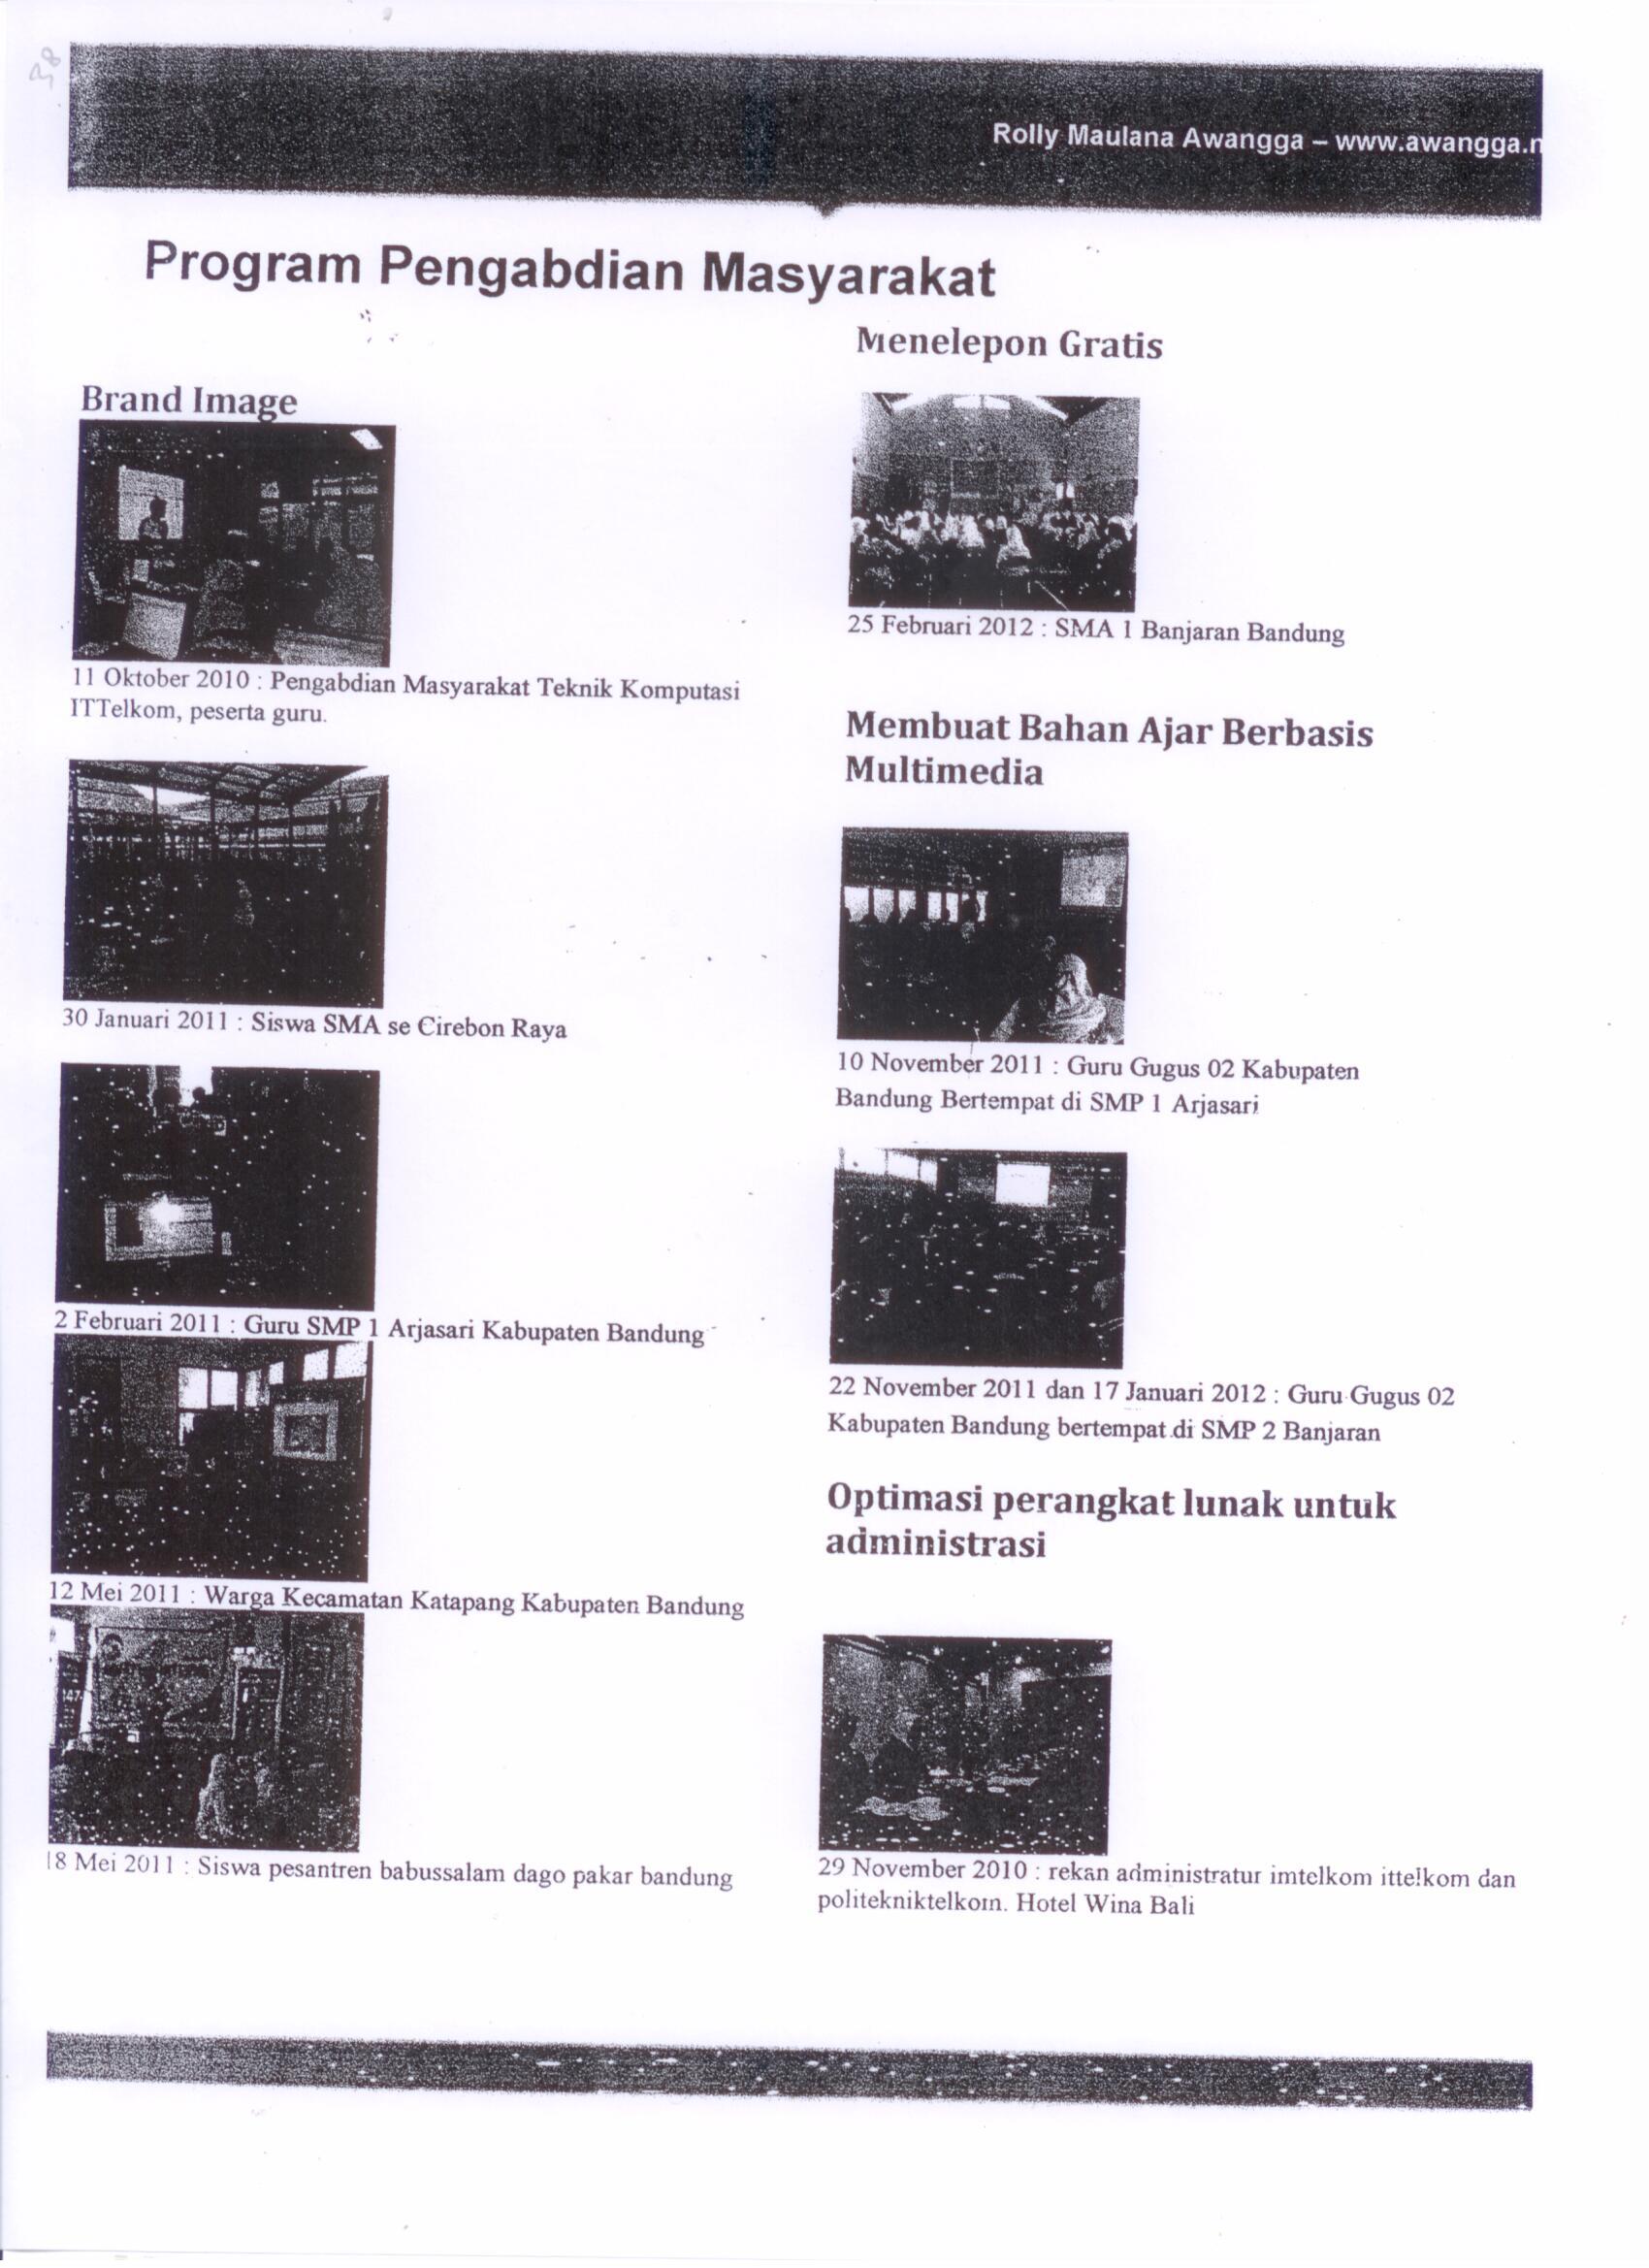 38
Rolly Maulana Awangga – www.awangga.n
Program Pengabdian Masyarakat
Brand Image
11 Oktober 2010 : Pengabdian Masyarakat Teknik Komputasi
ITTelkom, peserta guru.
30 Januari 2011 : Siswa SMA se Cirebon Raya
2 Februari 2011 : Guru SMP 1 Arjasari Kabupaten Bandung
12 Mei 2011 : Warga Kecamatan Katapang Kabupaten Bandung
18 Mei 2011 : Siswa pesantren babussalam dago pakar bandung
Menelepon Gratis
25 Februari 2012 : SMA 1 Banjaran Bandung
Membuat Bahan Ajar Berbasis
Multimedia
10 November 2011 : Guru Gugus 02 Kabupaten
Bandung Bertempat di SMP 1 Arjasari
22 November 2011 dan 17 Januari 2012 : Guru Gugus 02
Kabupaten Bandung bertempat di SMP 2 Banjaran
Optimasi perangkat lunak untuk
administrasi
29 November 2010 : rekan administratur imtelkom ittelkom dan
politekniktelkom. Hotel Wina Bali